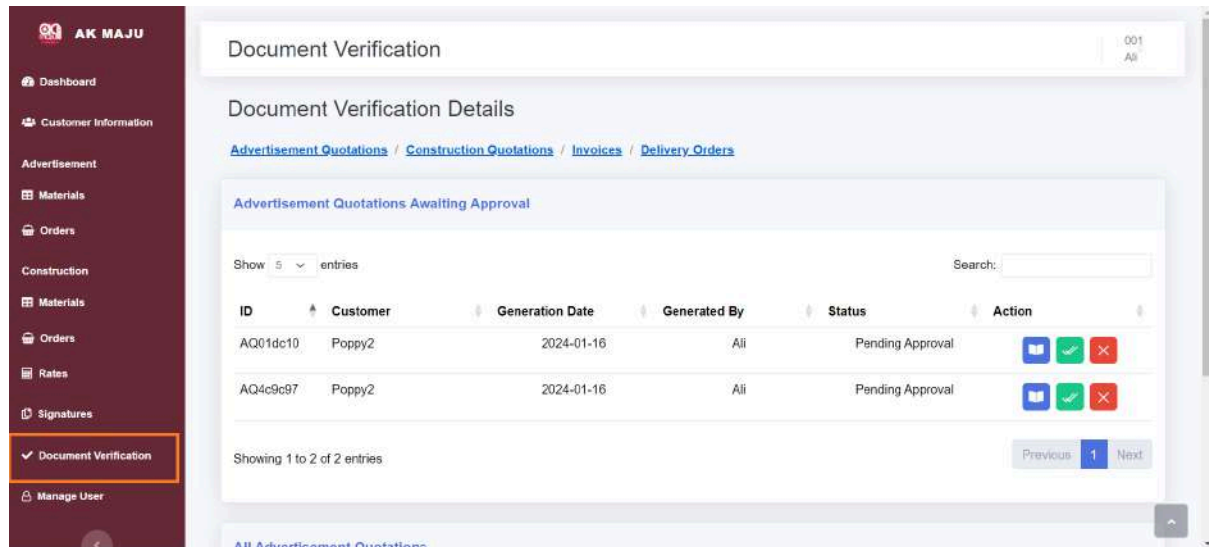 AK MAJU
Dashboard
Customer Information
Advertisement
Materials
Orders
Construction
Materials
Orders
Rates
Signatures
Document Verification
Manage User
Document Verification
001
Ali
Document Verification Details
Advertisement Quotations / Construction Quotations / Invoices / Delivery Orders
Advertisement Quotations Awaiting Approval
Show 5 entries
Search:
ID Customer Generation Date Generated By Status Action
AQ01dc10 Poppy2 2024-01-16 Ali Pending Approval
AQ4c9c97 Poppy2 2024-01-16 Ali Pending Approval
Showing 1 to 2 of 2 entries
Previous 1 Next
All Advertisement Quotations